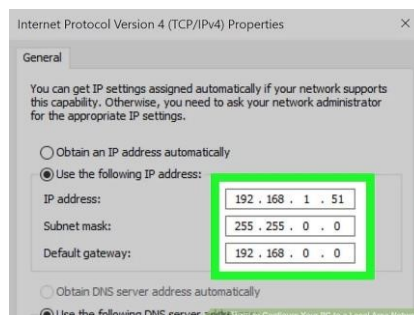 Internet Protocol Version 4 (TCP/IPv4) Properties
General
You can get IP settings assigned automatically if your network supports
this capability. Otherwise, you need to ask your network administrator
for the appropriate IP settings.
Obtain an IP address automatically
Use the following IP address:
IP address: 192 . 168 . 1 . 51
Subnet mask: 255 . 255 . 0 . 0
Default gateway: 192 . 168 . 0 . 0
Obtain DNS server address automatically
Use the following DNS server